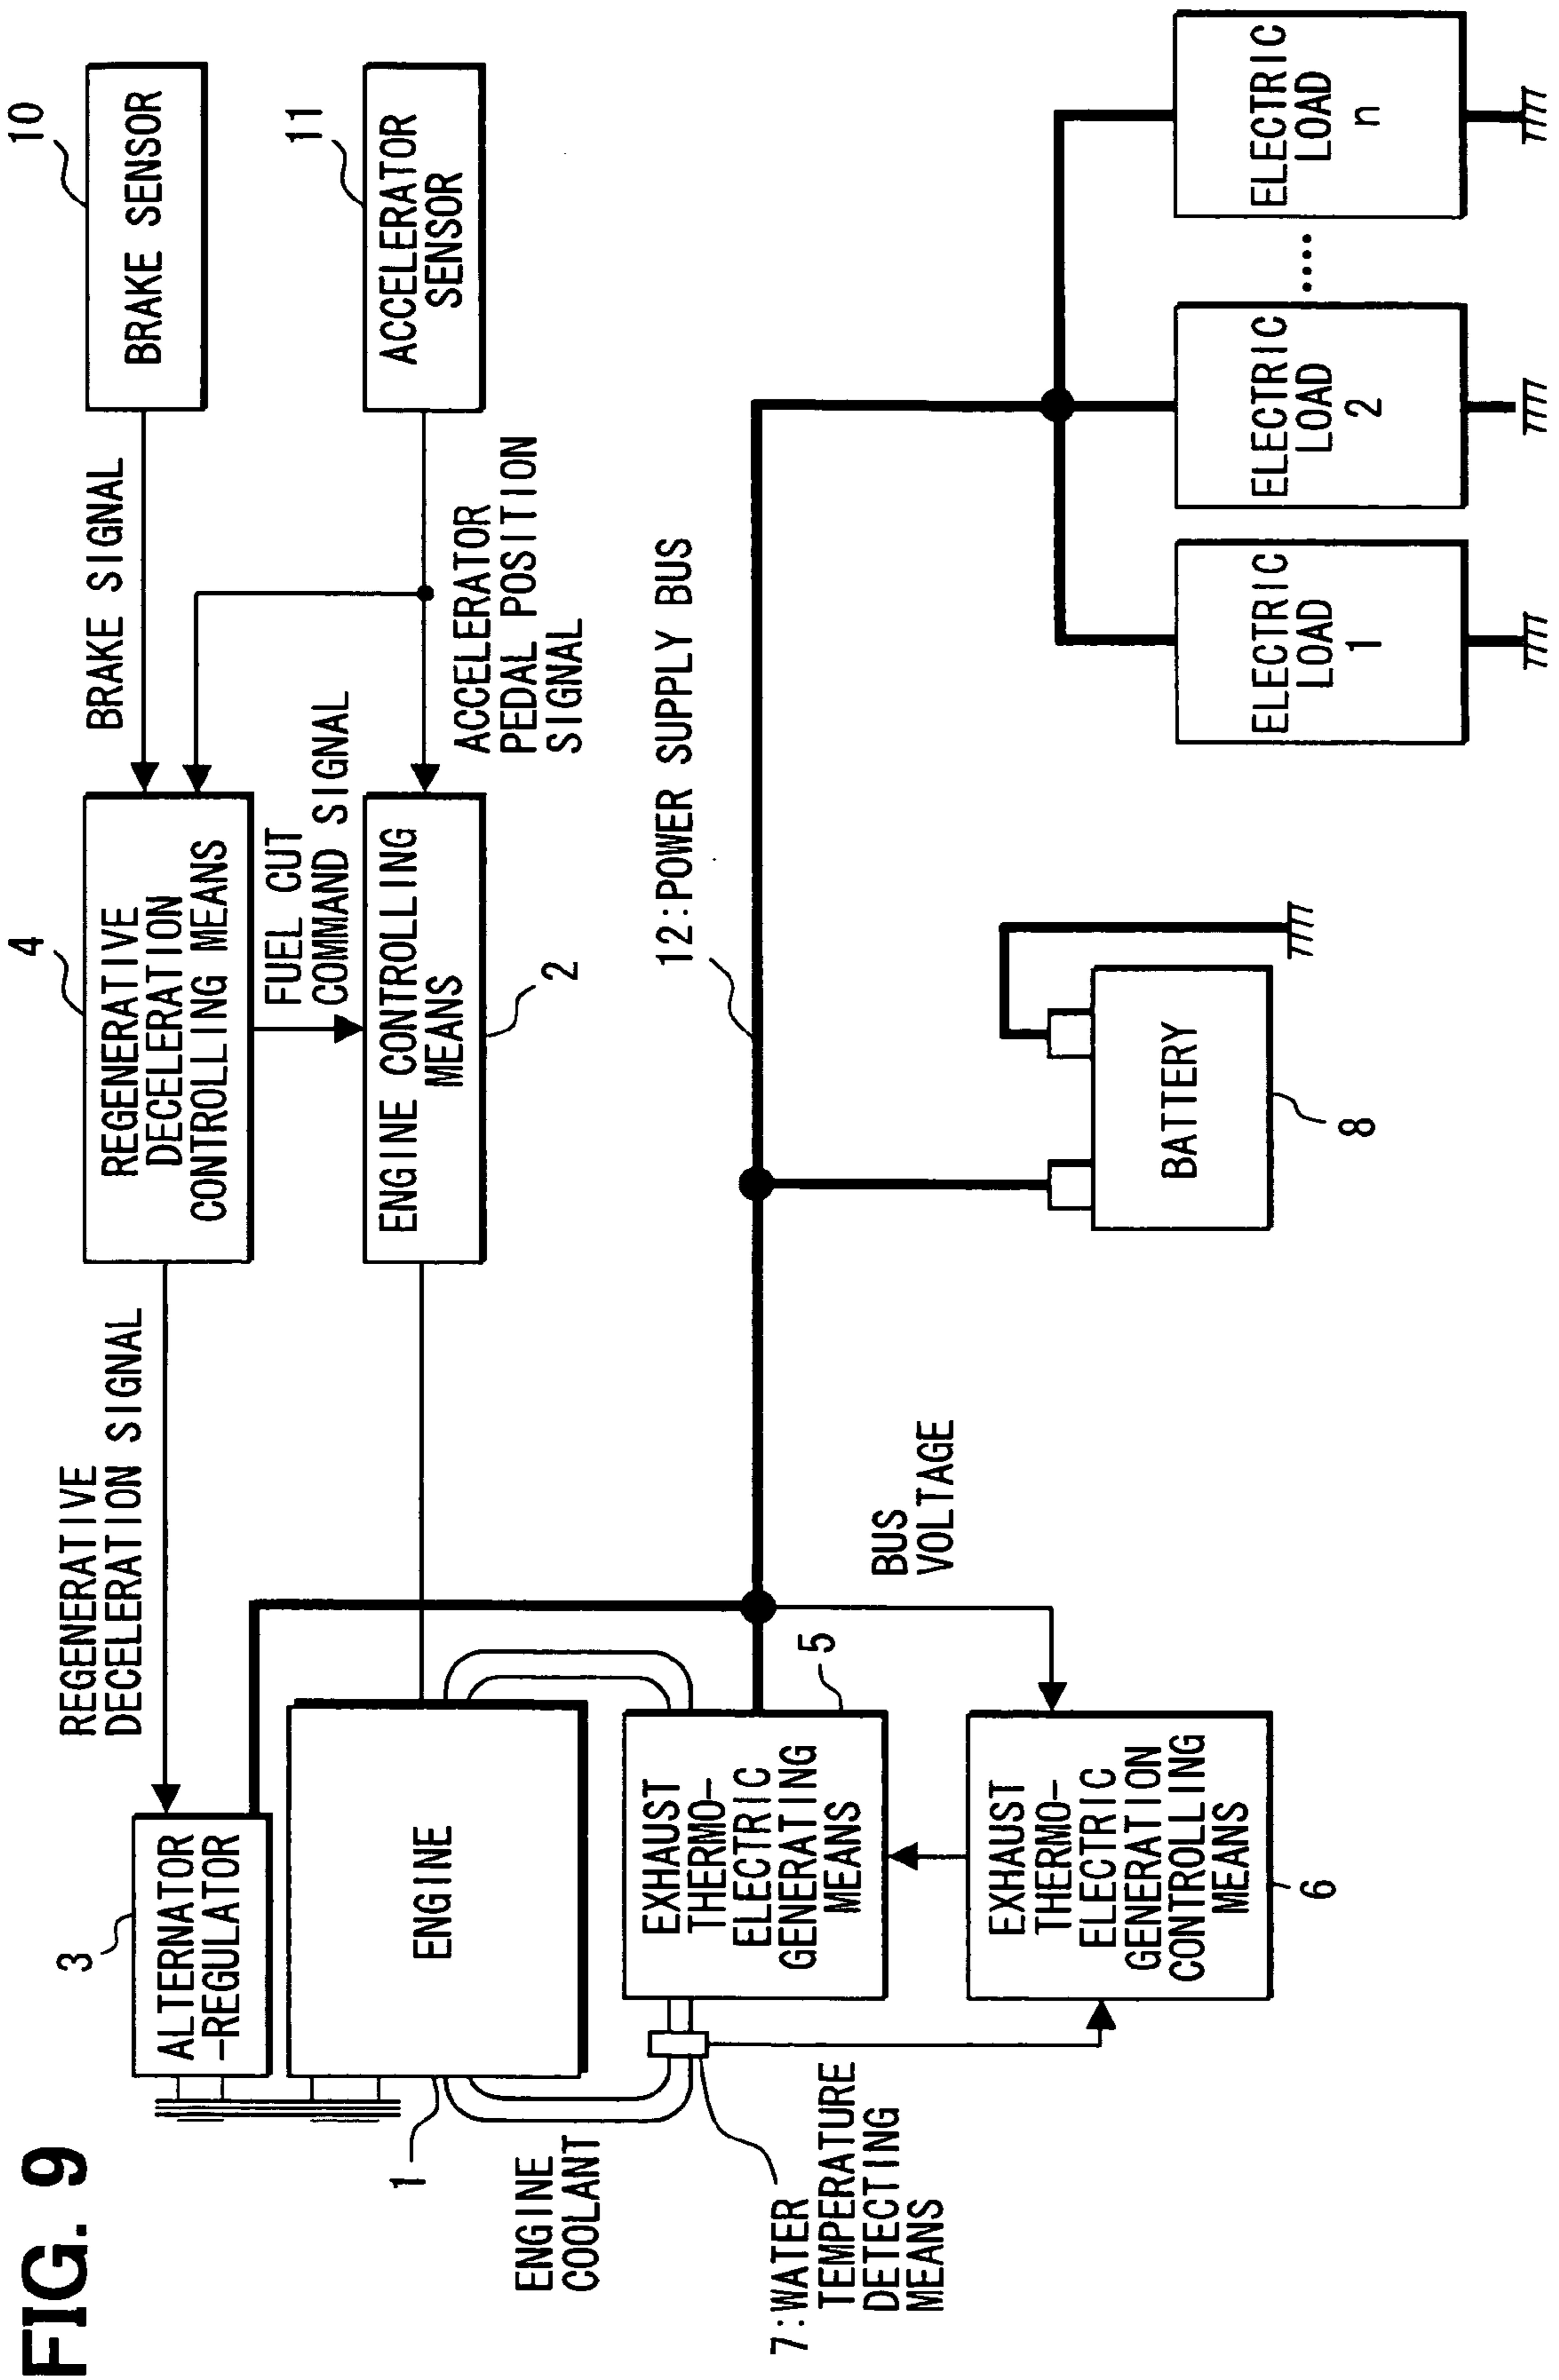 FIG. 9
3
ALTERNATOR
-REGULATOR
REGENERATIVE
DECELERATION SIGNAL
4
REGENERATIVE
DECELERATION
CONTROLLING MEANS
BRAKE SIGNAL
10
BRAKE SENSOR
FUEL CUT
COMMAND SIGNAL
11
ACCELERATOR
SENSOR
ENGINE CONTROLLING
MEANS
2
ACCELERATOR
PEDAL POSITION
SIGNAL
1
ENGINE
ENGINE
COOLANT
EXHAUST
THERMO-
ELECTRIC
GENERATING
MEANS
5
12:POWER SUPPLY BUS
7:WATER
TEMPERATURE
DETECTING
MEANS
BUS
VOLTAGE
EXHAUST
THERMO-
ELECTRIC
GENERATION
CONTROLLING
MEANS
6
BATTERY
8
ELECTRIC
LOAD
1
ELECTRIC
LOAD
2
....
ELECTRIC
LOAD
n